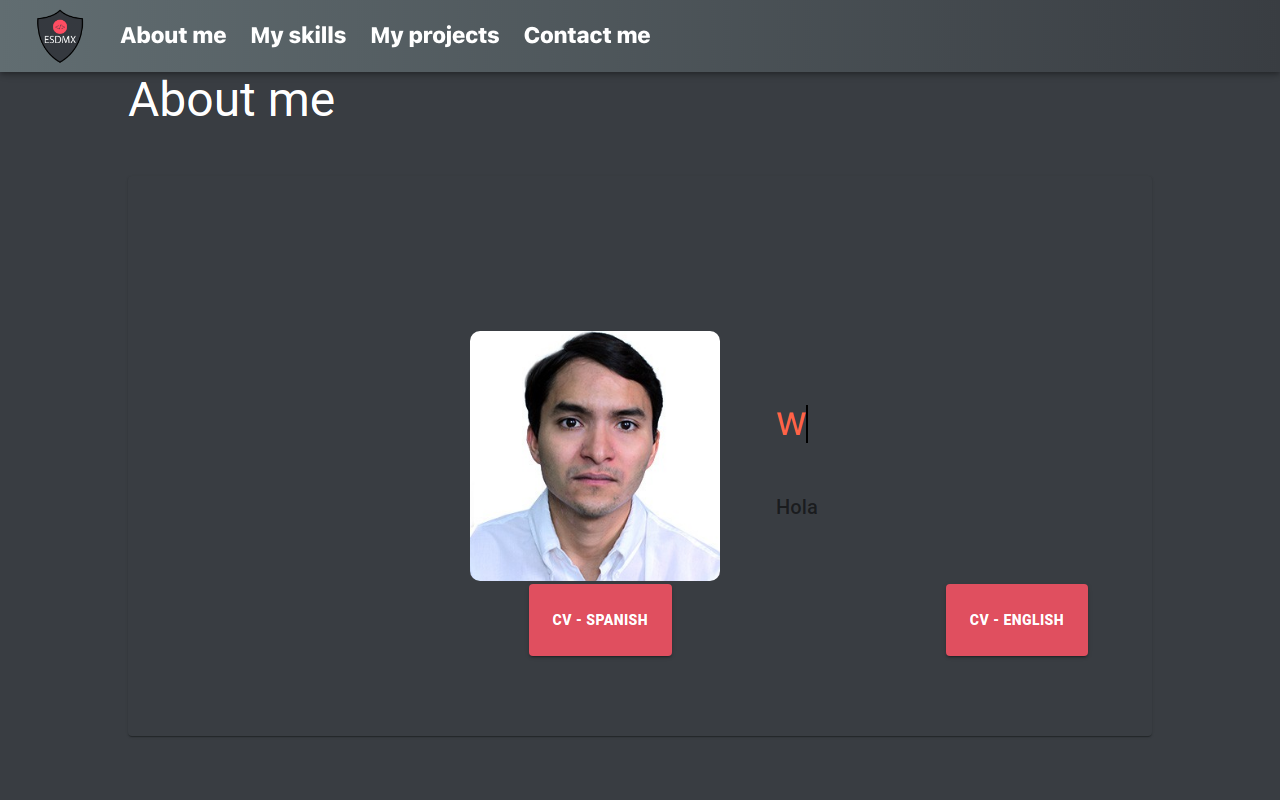 ESDMX
About me My skills My projects Contact me
About me
W
Hola
CV - SPANISH
CV - ENGLISH